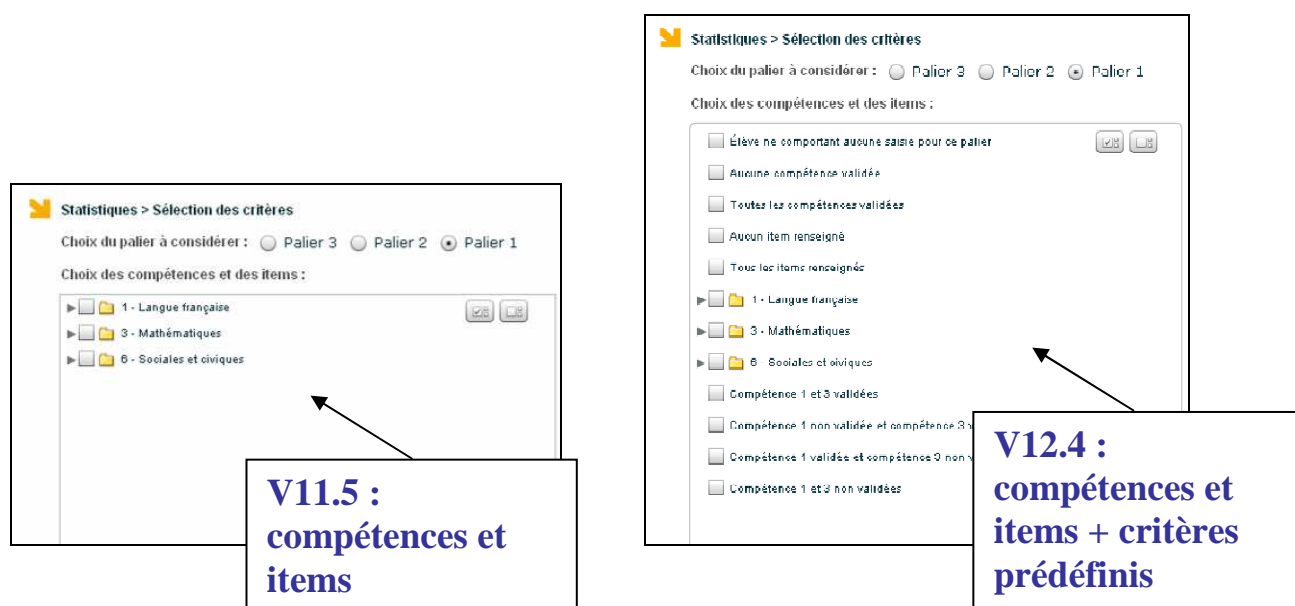 Statistiques > Sélection des critères
Choix du palier à considérer : Palier 3 Palier 2 Palier 1
Choix des compétences et des items :
1 - Langue française
3 - Mathématiques
6 - Sociales et civiques
V11.5 :
compétences et
items
Statistiques > Sélection des critères
Choix du palier à considérer : Palier 3 Palier 2 Palier 1
Choix des compétences et des items :
Élève ne comportant aucune saisie pour ce palier
Aucune compétence validée
Toutes les compétences validées
Aucun item renseigné
Tous les items renseignés
1 - Langue française
3 - Mathématiques
6 - Sociales et civiques
Compétence 1 et 3 validées
Compétence 1 non validée et compétence 3 v
Compétence 1 validée et compétence 3 non v
Compétence 1 et 3 non validées
V12.4 :
compétences et
items + critères
prédéfinis